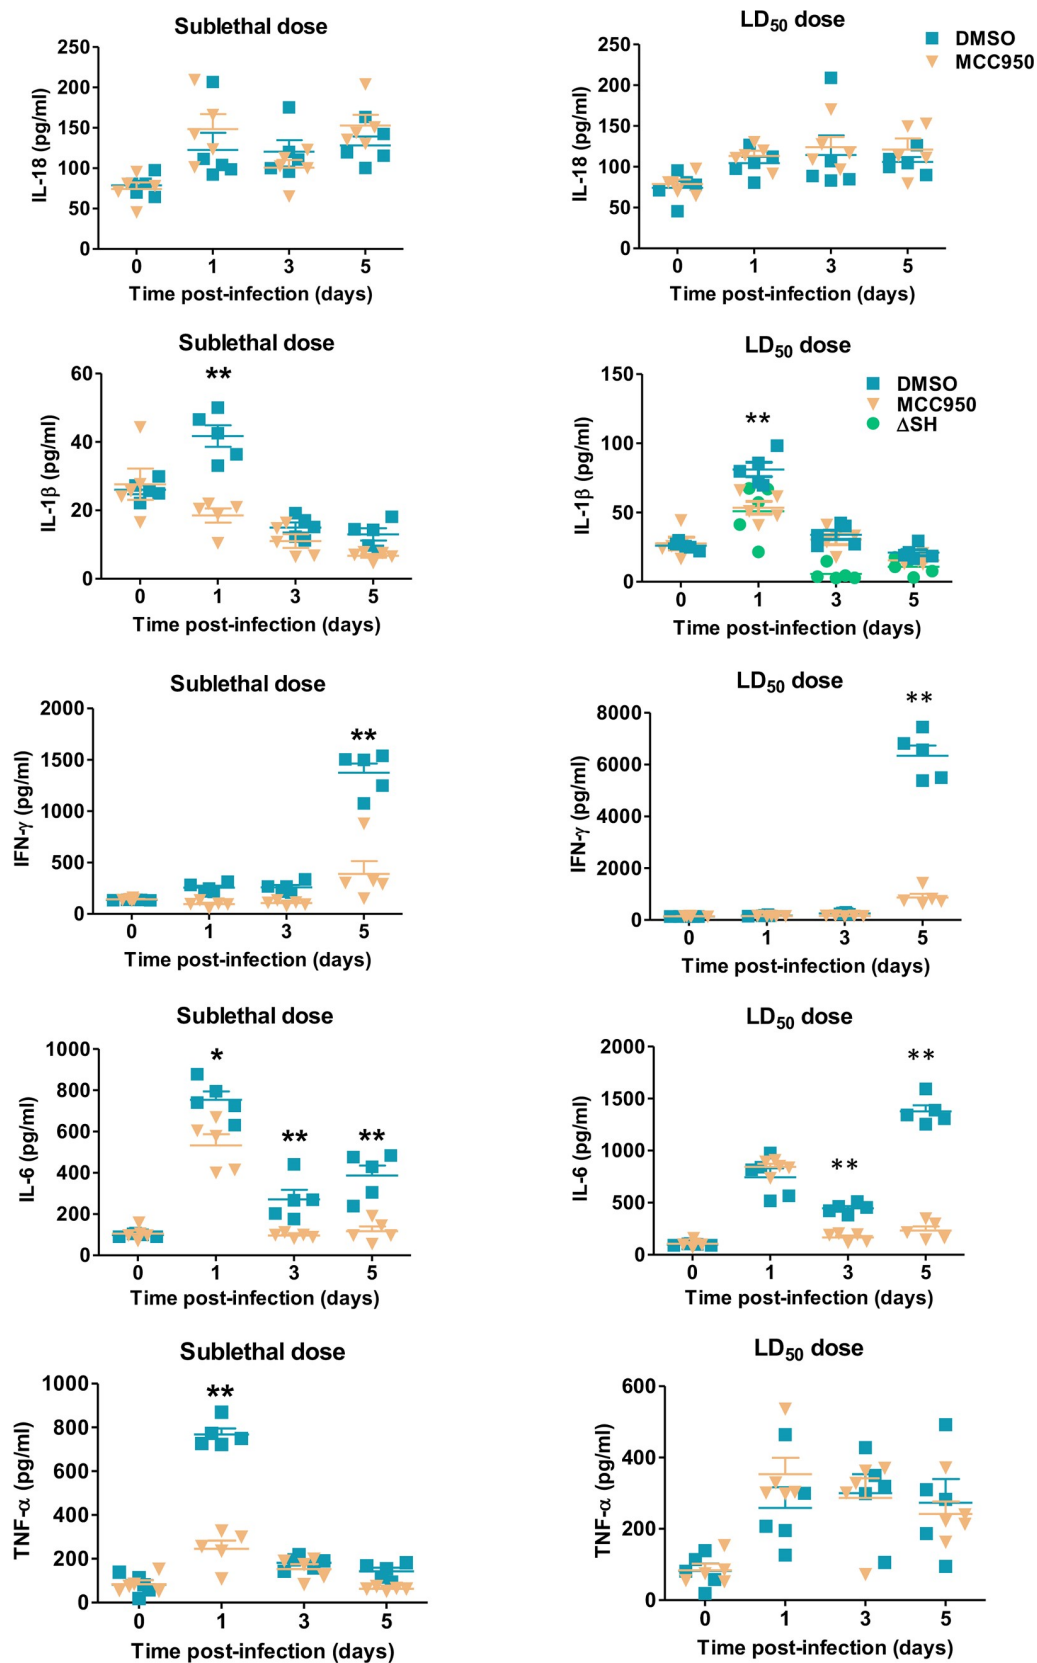 Sublethal dose
IL-18 (pg/ml)
250
200
150
100
50
0
0 1 3 5
Time post-infection (days)
LD50 dose
DMSO
MCC950
IL-18 (pg/ml)
250
200
150
100
50
0
0 1 3 5
Time post-infection (days)
Sublethal dose
**
IL-1β (pg/ml)
60
40
20
0
0 1 3 5
Time post-infection (days)
LD50 dose
DMSO
MCC950
ΔSH
**
IL-1β (pg/ml)
150
100
50
0
0 1 3 5
Time post-infection (days)
Sublethal dose
**
IFN-γ (pg/ml)
2000
1500
1000
500
0
0 1 3 5
Time post-infection (days)
LD50 dose
**
IFN-γ (pg/ml)
8000
6000
4000
2000
0
0 1 3 5
Time post-infection (days)
Sublethal dose
* ** **
IL-6 (pg/ml)
1000
800
600
400
200
0
0 1 3 5
Time post-infection (days)
LD50 dose
** **
IL-6 (pg/ml)
2000
1500
1000
500
0
0 1 3 5
Time post-infection (days)
Sublethal dose
**
TNF-α (pg/ml)
1000
800
600
400
200
0
0 1 3 5
Time post-infection (days)
LD50 dose
TNF-α (pg/ml)
600
400
200
0
0 1 3 5
Time post-infection (days)